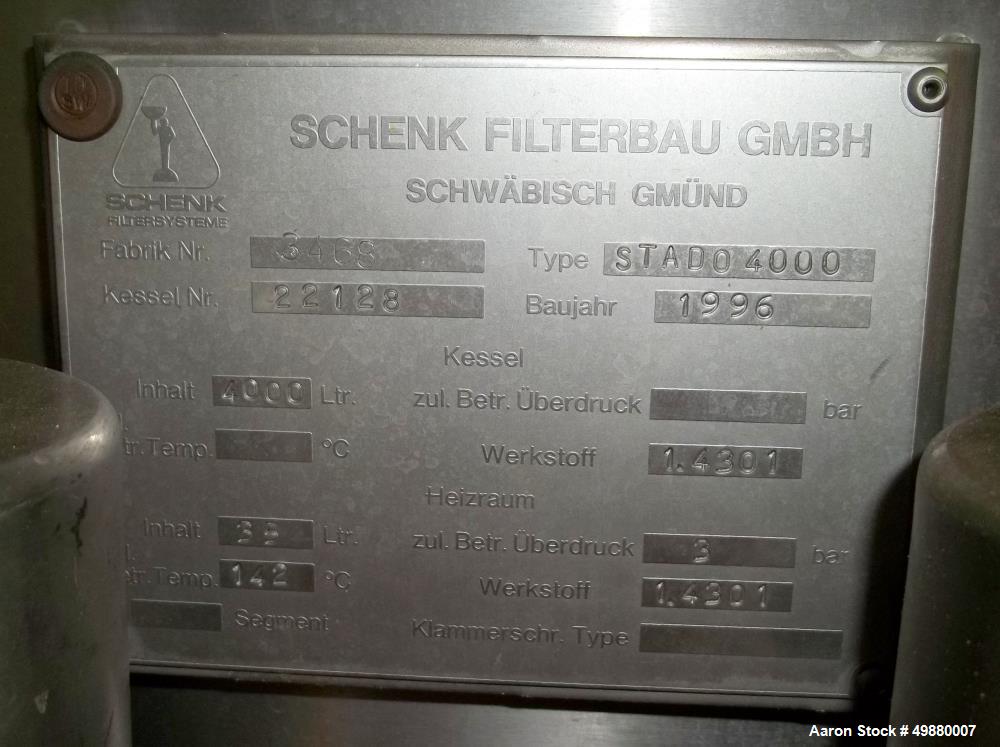 SCHENK FILTERBAU GMBH
SCHWÄBISCH GMÜND
SCHENK
FILTERSYSTEME
Fabrik Nr. 3468 Type STADO 4000
Kessel Nr. 22128 Baujahr 1996
Kessel
Inhalt 4000 Ltr. zul. Betr. Überdruck bar
Temp. °C Werkstoff 1.4301
Heizraum
Inhalt Ltr. zul. Betr. Überdruck 3 bar
Temp. 142 °C Werkstoff 1.4301
Segment Klammerschr. Type
Aaron Stock # 49880007